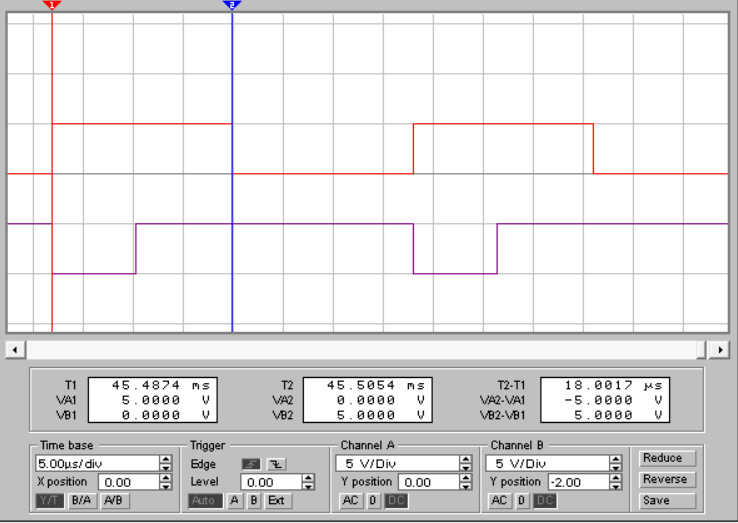 1 2
T1 45.4874 ms T2 45.5054 ms T2-T1 18.0017 µs
VA1 5.0000 V VA2 0.0000 V VA2-VA1 -5.0000 V
VB1 0.0000 V VB2 5.0000 V VB2-VB1 5.0000 V
Time base Trigger Channel A Channel B
5.00µs/div Edge 5 V/Div 5 V/Div Reduce
X position 0.00 Level 0.00 Y position 0.00 Y position -2.00 Reverse
Y/T B/A A/B Auto A B Ext AC 0 DC AC 0 DC Save